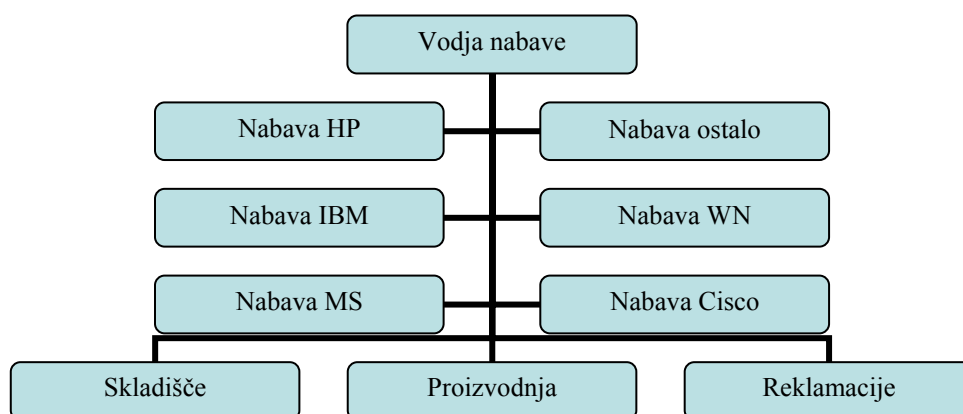 Vodja nabave
Nabava HP
Nabava ostalo
Nabava IBM
Nabava WN
Nabava MS
Nabava Cisco
Skladišče
Proizvodnja
Reklamacije